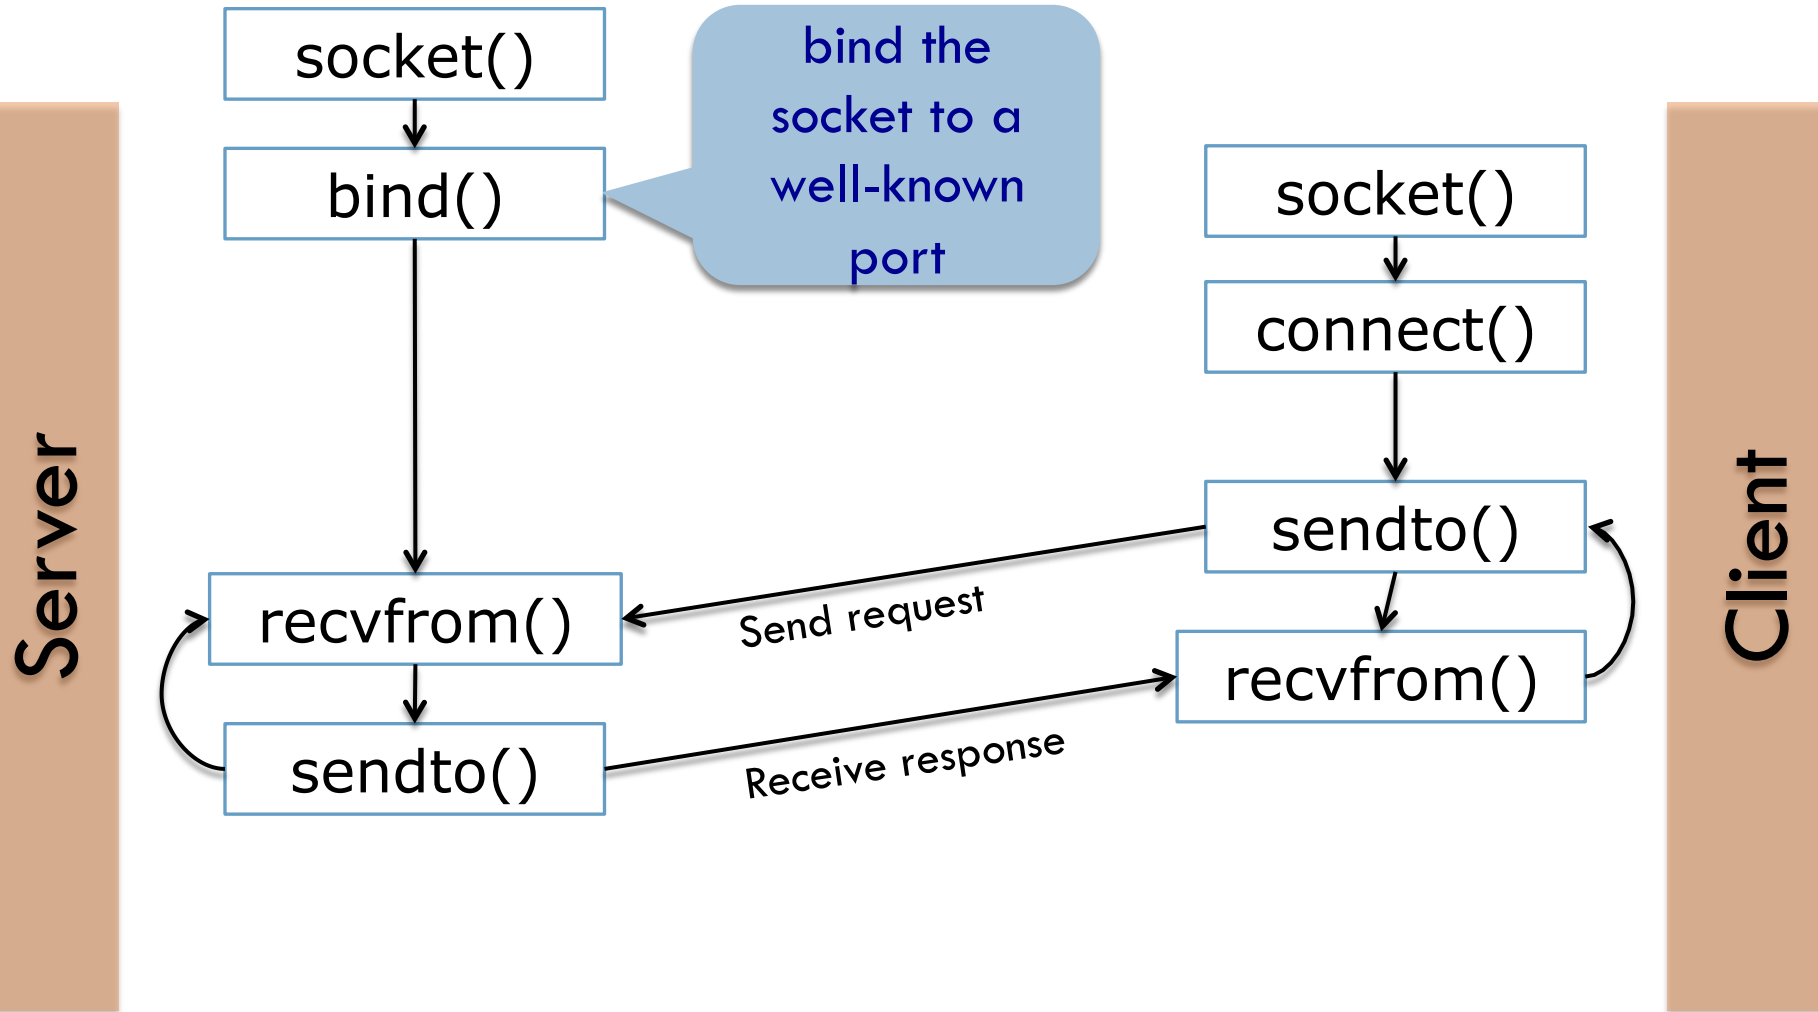 Server
socket()
bind()
bind the
socket to a
well-known
port
recvfrom()
sendto()
Send request
Receive response
socket()
connect()
sendto()
recvfrom()
Client